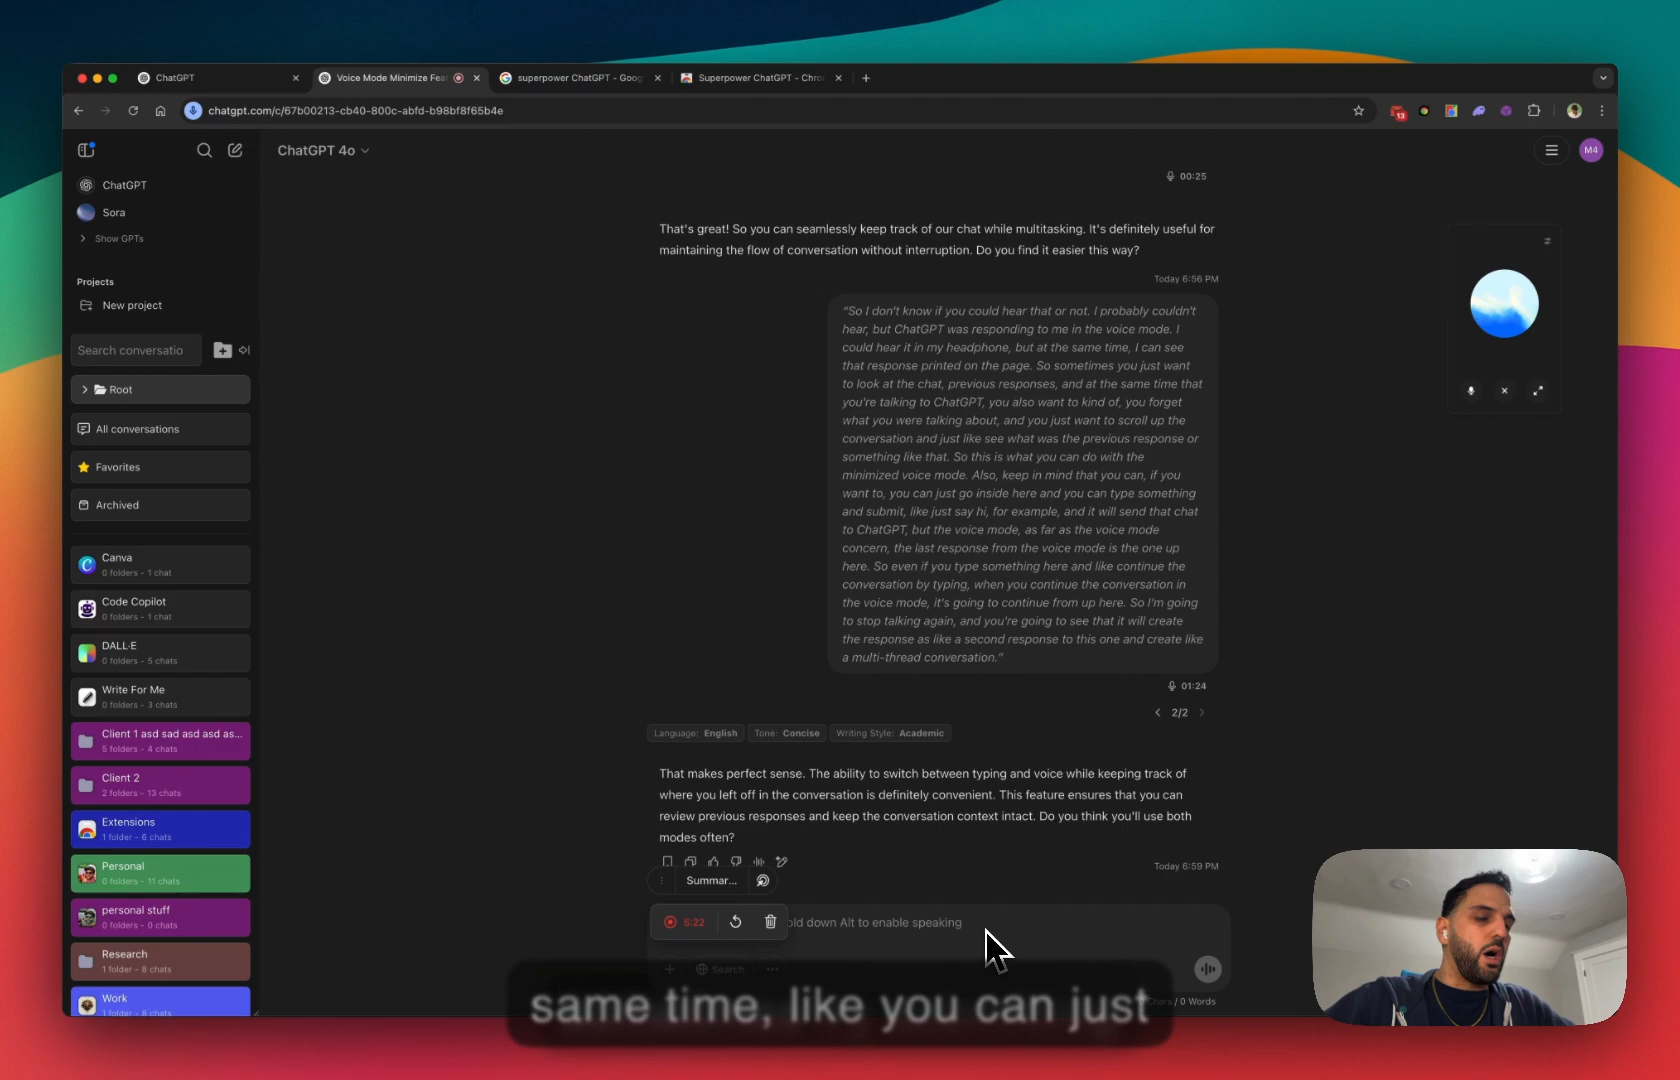 ChatGPT
Voice Mode Minimize Fea
superpower ChatGPT - Goog
Superpower ChatGPT - Chro
chatgpt.com/c/67b00213-cb40-800c-abfd-b98bf8f65b4e
13
ChatGPT 4o
M4
ChatGPT
Sora
Show GPTs
Projects
New project
Search conversatio
Root
All conversations
Favorites
Archived
Canva
0 folders - 1 chat
Code Copilot
0 folders - 1 chat
DALL·E
0 folders - 5 chats
Write For Me
0 folders - 3 chats
Client 1 asd sad asd asd as...
5 folders - 4 chats
Client 2
2 folders - 13 chats
Extensions
1 folder - 6 chats
Personal
0 folders - 11 chats
personal stuff
0 folders - 0 chats
Research
1 folder - 8 chats
Work
1 folder - 8 chats
00:25
That's great! So you can seamlessly keep track of our chat while multitasking. It's definitely useful for
maintaining the flow of conversation without interruption. Do you find it easier this way?
Today 6:56 PM
“So I don't know if you could hear that or not. I probably couldn't
hear, but ChatGPT was responding to me in the voice mode. I
could hear it in my headphone, but at the same time, I can see
that response printed on the page. So sometimes you just want
to look at the chat, previous responses, and at the same time that
you're talking to ChatGPT, you also want to kind of, you forget
what you were talking about, and you just want to scroll up the
conversation and just like see what was the previous response or
something like that. So this is what you can do with the
minimized voice mode. Also, keep in mind that you can, if you
want to, you can just go inside here and you can type something
and submit, like just say hi, for example, and it will send that chat
to ChatGPT, but the voice mode, as far as the voice mode
concern, the last response from the voice mode is the one up
here. So even if you type something here and like continue the
conversation by typing, when you continue the conversation in
the voice mode, it's going to continue from up here. So I'm going
to stop talking again, and you're going to see that it will create
the response as like a second response to this one and create like
a multi-thread conversation.”
01:24
2/2
Language: English
Tone: Concise
Writing Style: Academic
That makes perfect sense. The ability to switch between typing and voice while keeping track of
where you left off in the conversation is definitely convenient. This feature ensures that you can
review previous responses and keep the conversation context intact. Do you think you'll use both
modes often?
Today 6:59 PM
Summar...
5:22
old down Alt to enable speaking
Search
/ 0 Words
same time, like you can just